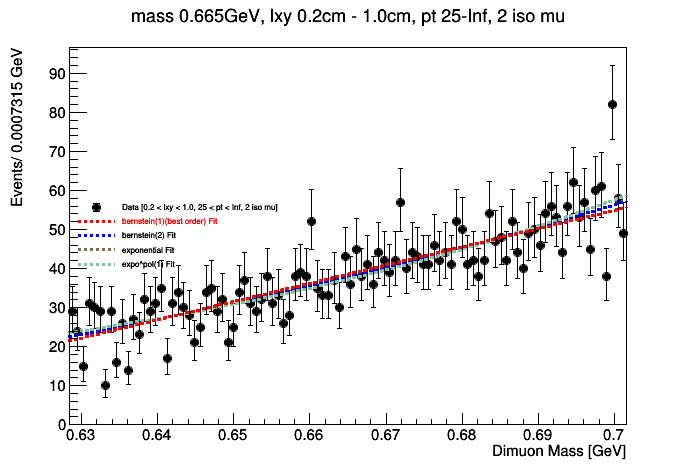 mass 0.665GeV, lxy 0.2cm - 1.0cm, pt 25-Inf, 2 iso mu
Events/ 0.0007315 GeV
90
80
70
60
50
40
30
20
10
0
Data [0.2 < lxy < 1.0, 25 < pt < Inf, 2 iso mu]
bernstein(1)(best order) Fit
bernstein(2) Fit
exponential Fit
expo*pol(1) Fit
0.63 0.64 0.65 0.66 0.67 0.68 0.69 0.7
Dimuon Mass [GeV]